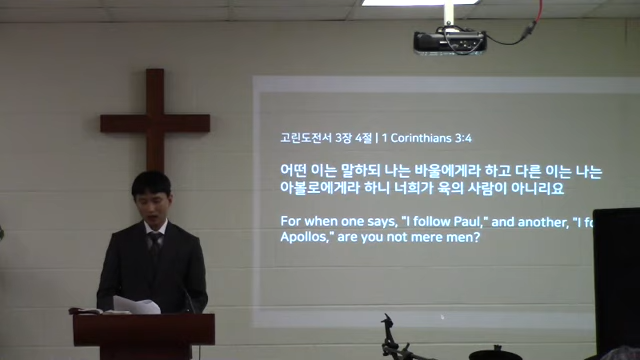 고린도전서 3장 4절 | 1 Corinthians 3:4
어떤 이는 말하되 나는 바울에게라 하고 다른 이는 나는
아볼로에게라 하니 너희가 육의 사람이 아니리요
For when one says, "I follow Paul," and another, "I fo
Apollos," are you not mere men?